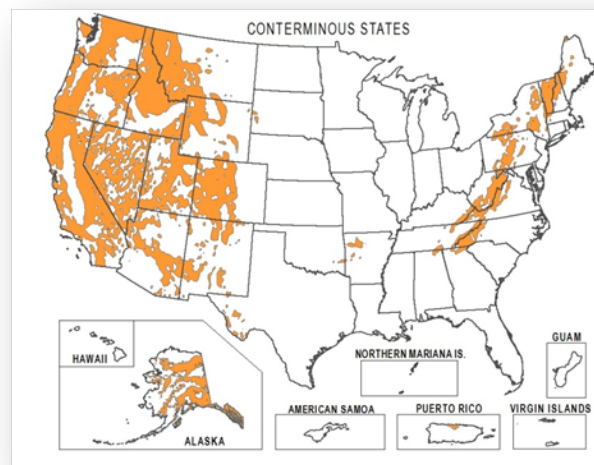 CONTERMINOUS STATES
HAWAII
ALASKA
NORTHERN MARIANA IS.
GUAM
AMERICAN SAMOA
PUERTO RICO
VIRGIN ISLANDS